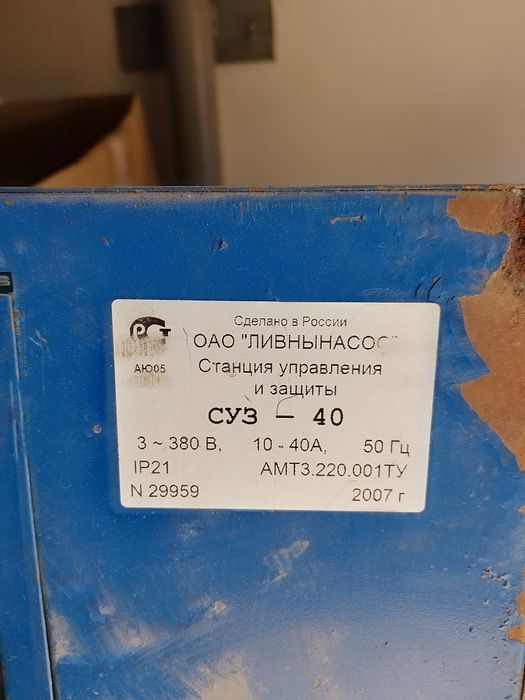 РСТ
Сделано в России
АЮ05
ОАО "ЛИВНЫНАСОС"
Станция управления
и защиты
СУЗ - 40
3 ~ 380 В, 10 - 40А, 50 Гц
IP21 АМТ3.220.001ТУ
N 29959 2007 г